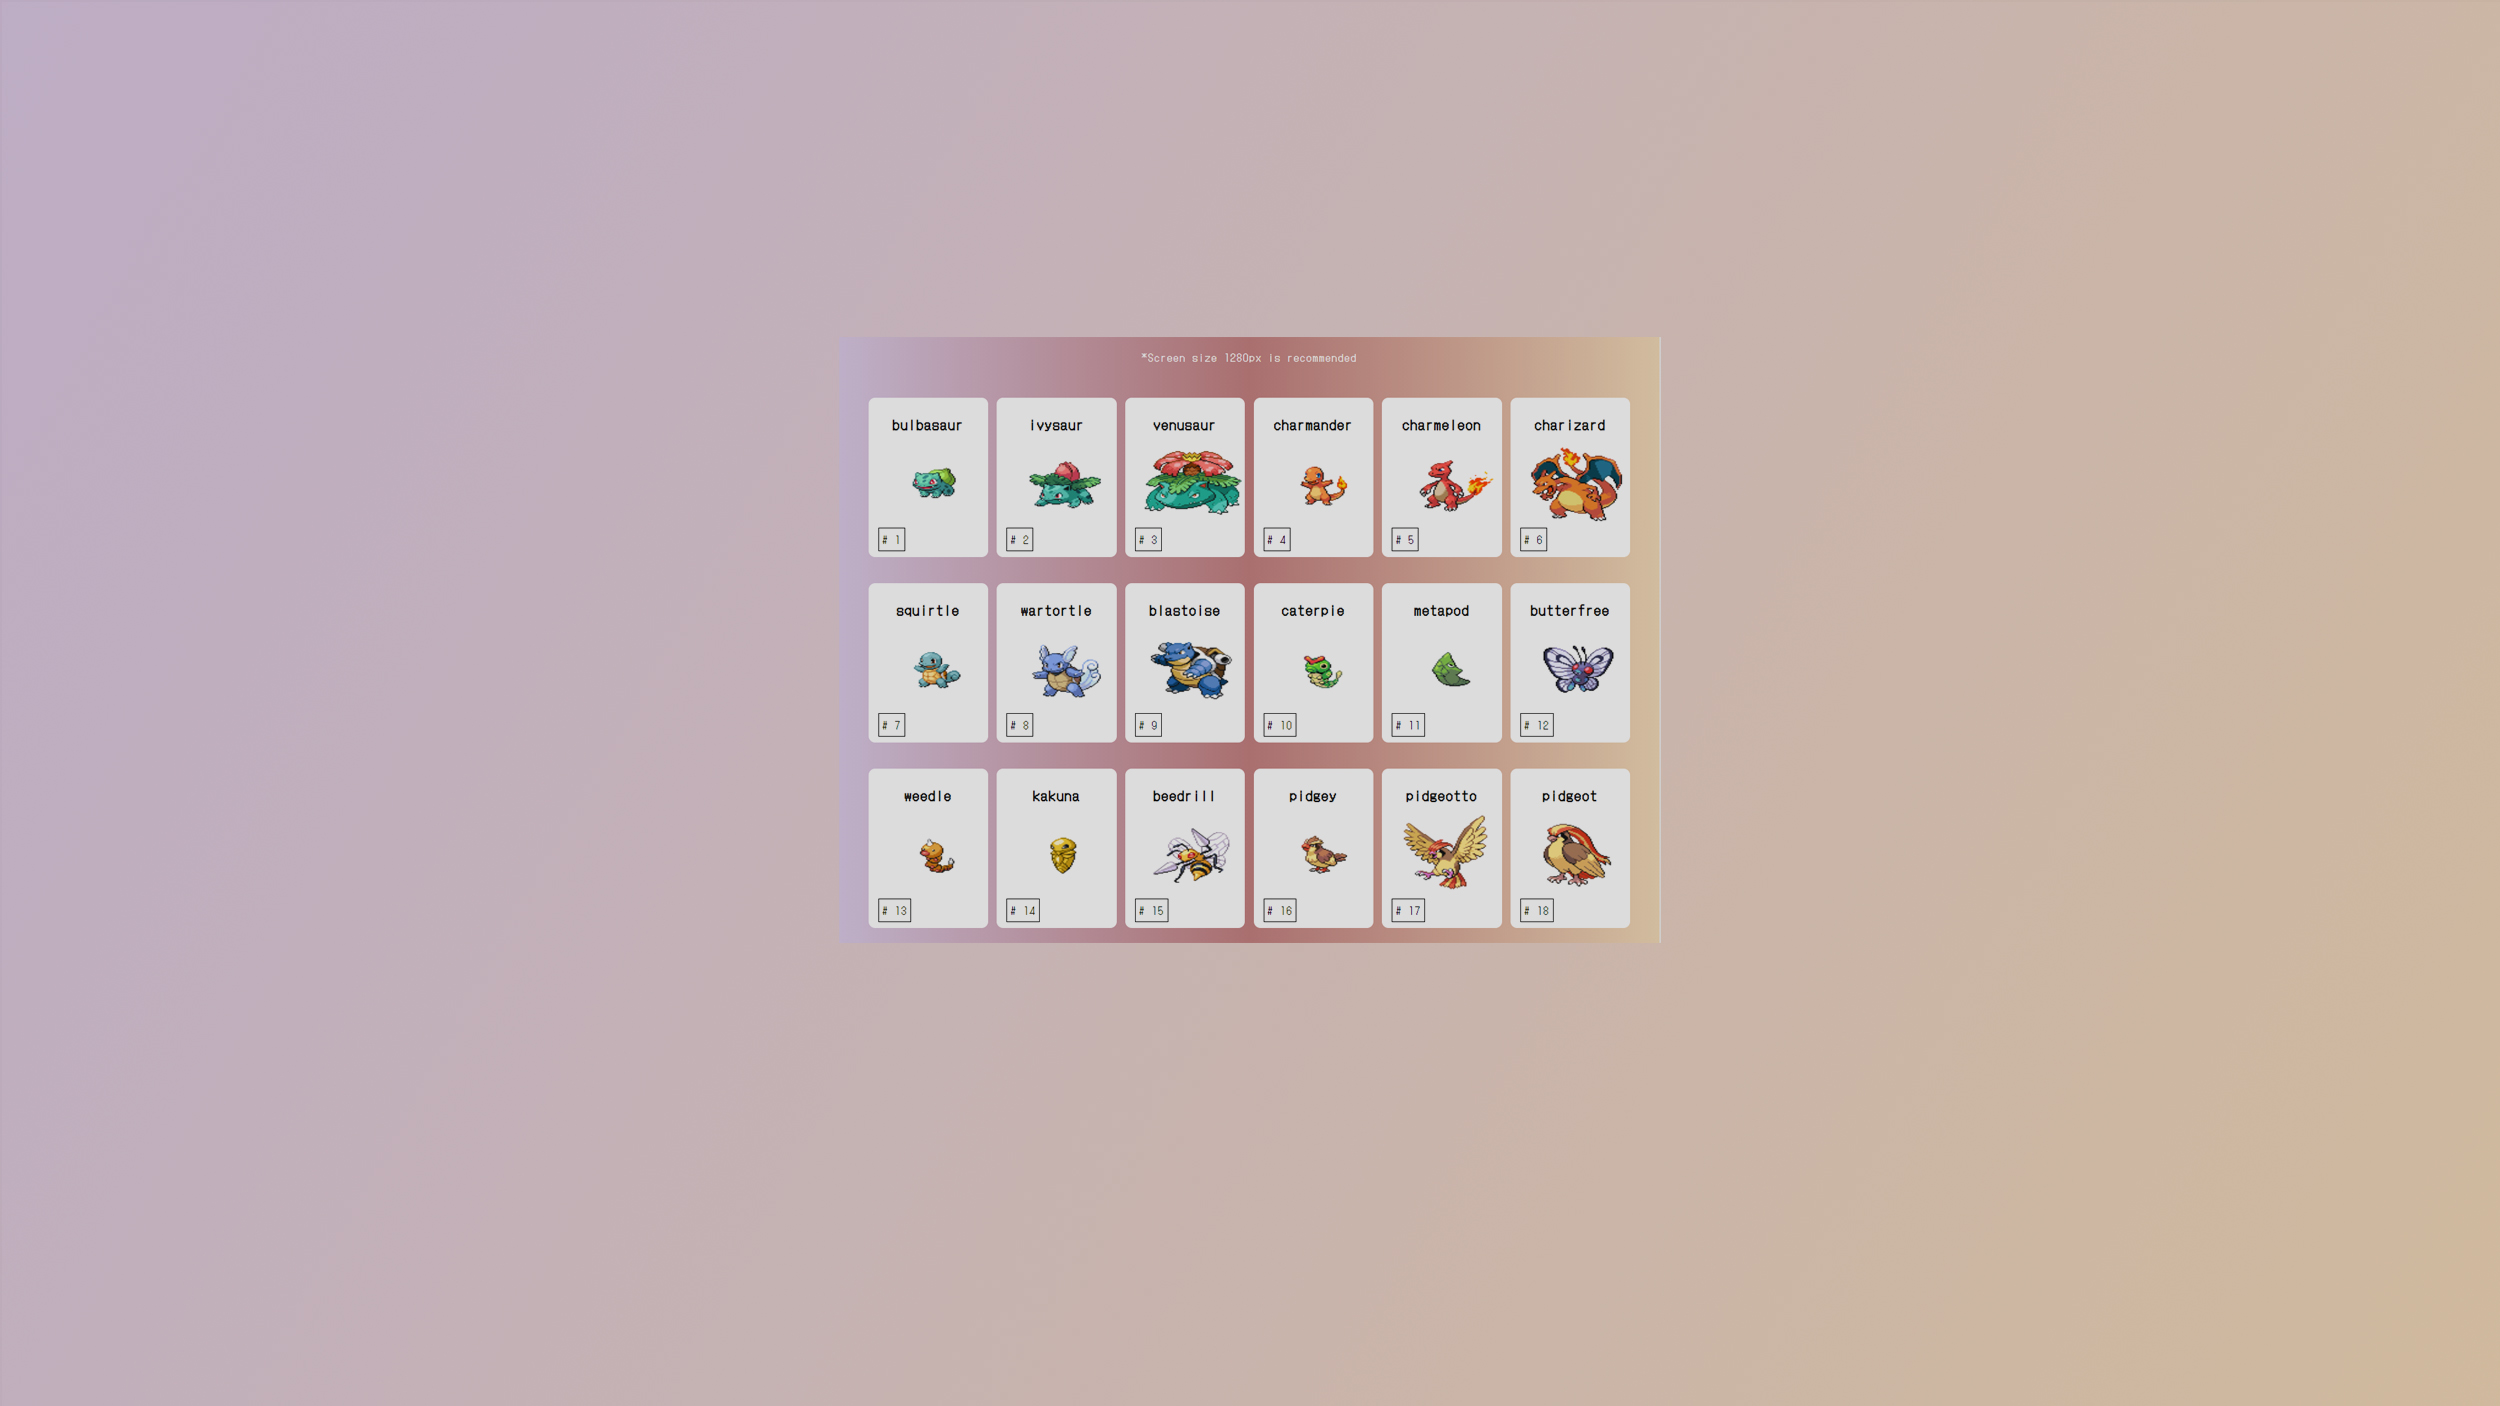 *Screen size 1280px is recommended
bulbasaur ivysaur venusaur charmander charmeleon charizard
# 1 # 2 # 3 # 4 # 5 # 6
squirtle wartortle blastoise caterpie metapod butterfree
# 7 # 8 # 9 # 10 # 11 # 12
weedle kakuna beedrill pidgey pidgeotto pidgeot
# 13 # 14 # 15 # 16 # 17 # 18